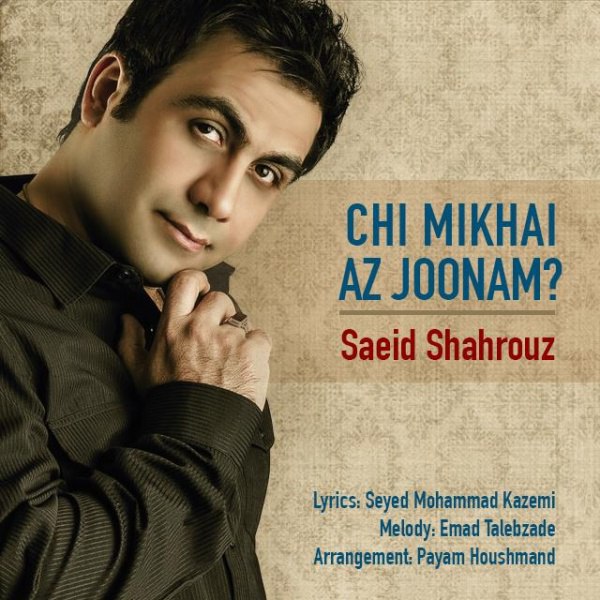 CHI MIKHAI
AZ JOONAM?
Saeid Shahrouz
Lyrics: Seyed Mohammad Kazemi
Melody: Emad Talebzade
Arrangement: Payam Houshmand